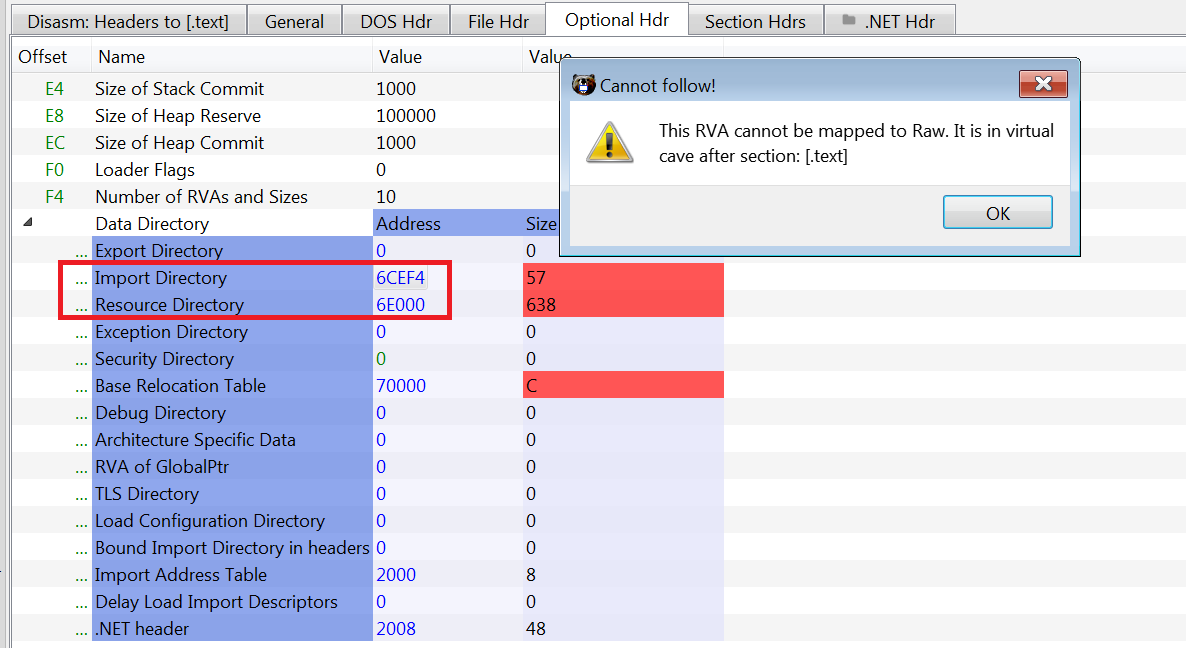 Disasm: Headers to [.text] General DOS Hdr File Hdr Optional Hdr Section Hdrs .NET Hdr
Offset Name Value Value
Cannot follow!
This RVA cannot be mapped to Raw. It is in virtual
cave after section: [.text]
OK
E4 Size of Stack Commit 1000
E8 Size of Heap Reserve 100000
EC Size of Heap Commit 1000
F0 Loader Flags 0
F4 Number of RVAs and Sizes 10
Data Directory Address Size
... Export Directory 0 0
... Import Directory 6CEF4 57
... Resource Directory 6E000 638
... Exception Directory 0 0
... Security Directory 0 0
... Base Relocation Table 70000 C
... Debug Directory 0 0
... Architecture Specific Data 0 0
... RVA of GlobalPtr 0 0
... TLS Directory 0 0
... Load Configuration Directory 0 0
... Bound Import Directory in headers 0 0
... Import Address Table 2000 8
... Delay Load Import Descriptors 0 0
... .NET header 2008 48